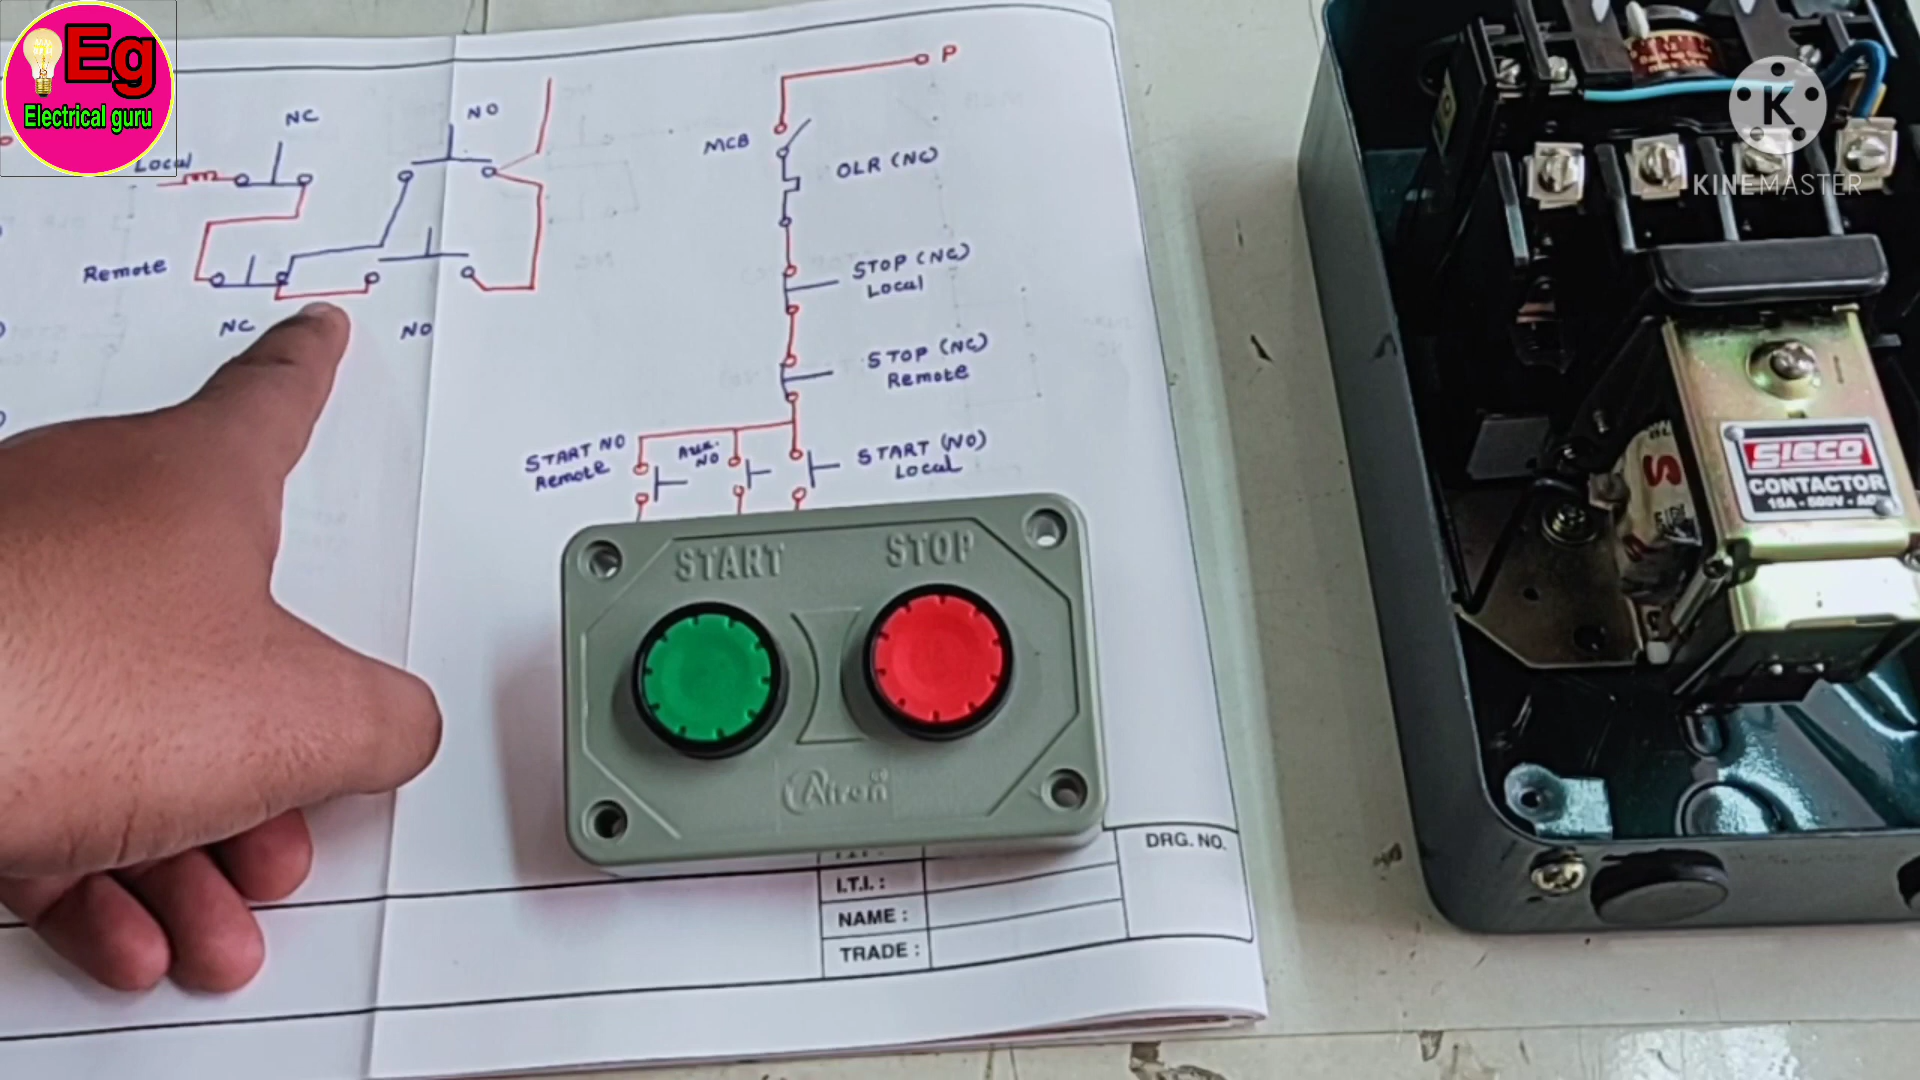 Eg
Electrical guru
NC
NO
Local
Remote
NC
NO
P
MCB
OLR (NC)
STOP (NC)
Local
STOP (NC)
Remote
START NO
Remote
Aux.
NO
START (NO)
Local
START
STOP
K
KINEMASTER
SIECO
CONTACTOR
DRG. NO.
I.T.I. :
NAME :
TRADE :